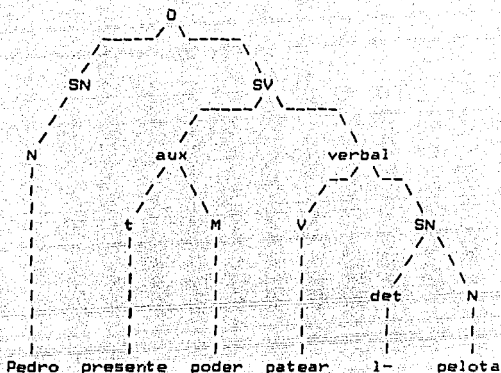 O
SN SV
N aux verbal
t M V SN
det N
Pedro presente poder patear l- pelota